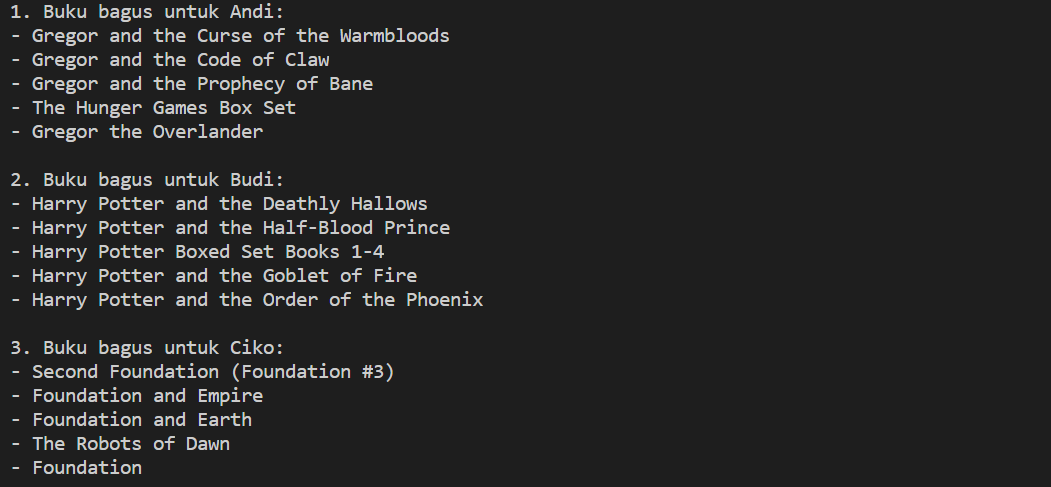 1. Buku bagus untuk Andi:
- Gregor and the Curse of the Warmbloods
- Gregor and the Code of Claw
- Gregor and the Prophecy of Bane
- The Hunger Games Box Set
- Gregor the Overlander
2. Buku bagus untuk Budi:
- Harry Potter and the Deathly Hallows
- Harry Potter and the Half-Blood Prince
- Harry Potter Boxed Set Books 1-4
- Harry Potter and the Goblet of Fire
- Harry Potter and the Order of the Phoenix
3. Buku bagus untuk Ciko:
- Second Foundation (Foundation #3)
- Foundation and Empire
- Foundation and Earth
- The Robots of Dawn
- Foundation